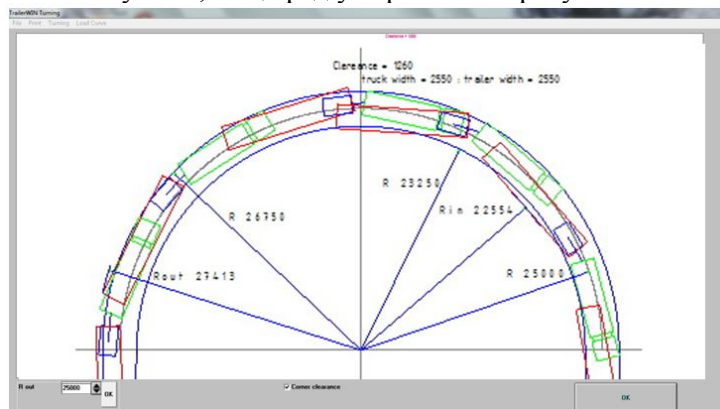 TrailerWIN Turning
File Print Turning Load Curve
Clereance = 1260
truck width = 2550 : trailer width = 2550
R 23250
R 26750
Rin 22554
Rout 27413
R 25000
R out 25000 OK
Corner clearance
OK